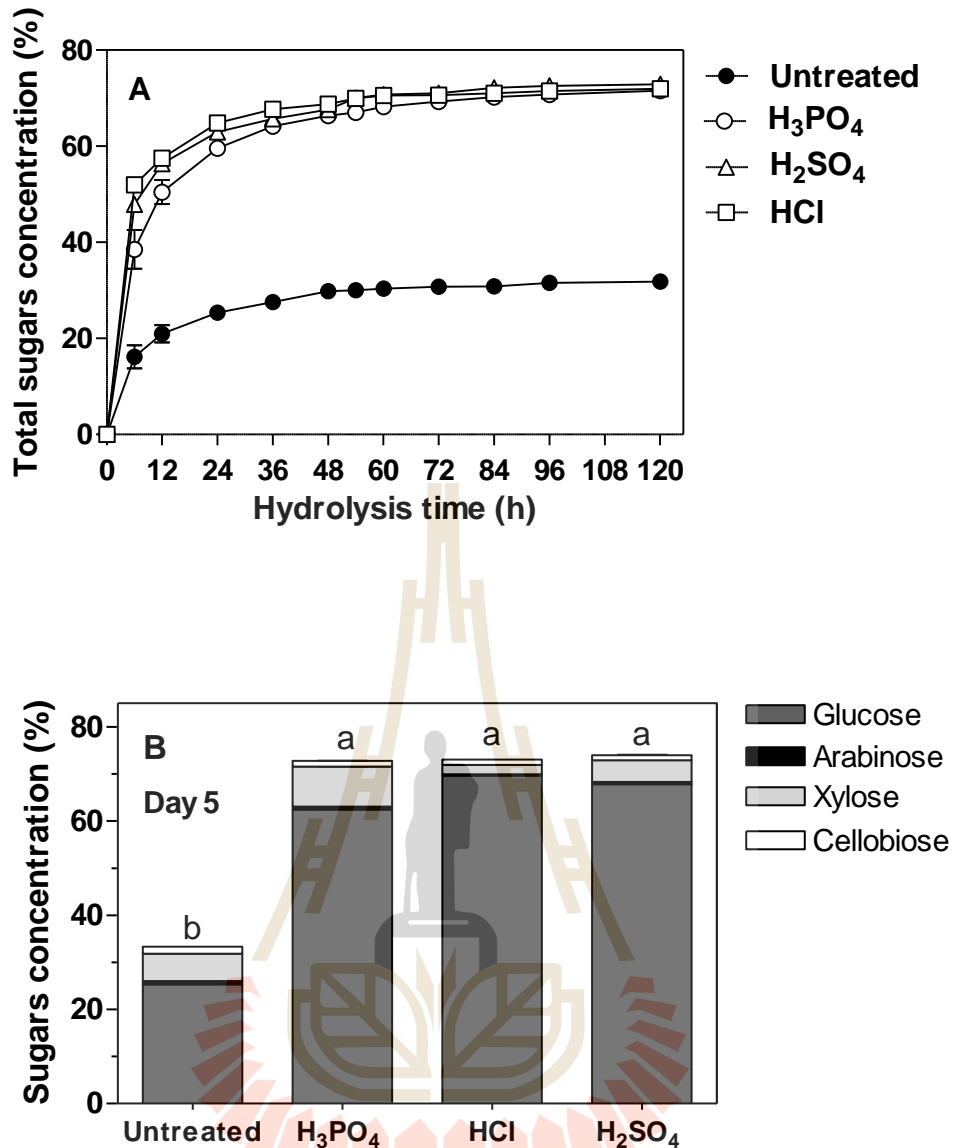 Total sugars concentration (%)
80
60
40
20
0
A
0 12 24 36 48 60 72 84 96 108 120
Hydrolysis time (h)
Untreated
H₃PO₄
H₂SO₄
HCl
Sugars concentration (%)
80
60
40
20
0
B
Day 5
b
a
a
a
Untreated H₃PO₄ HCl H₂SO₄
Glucose
Arabinose
Xylose
Cellobiose